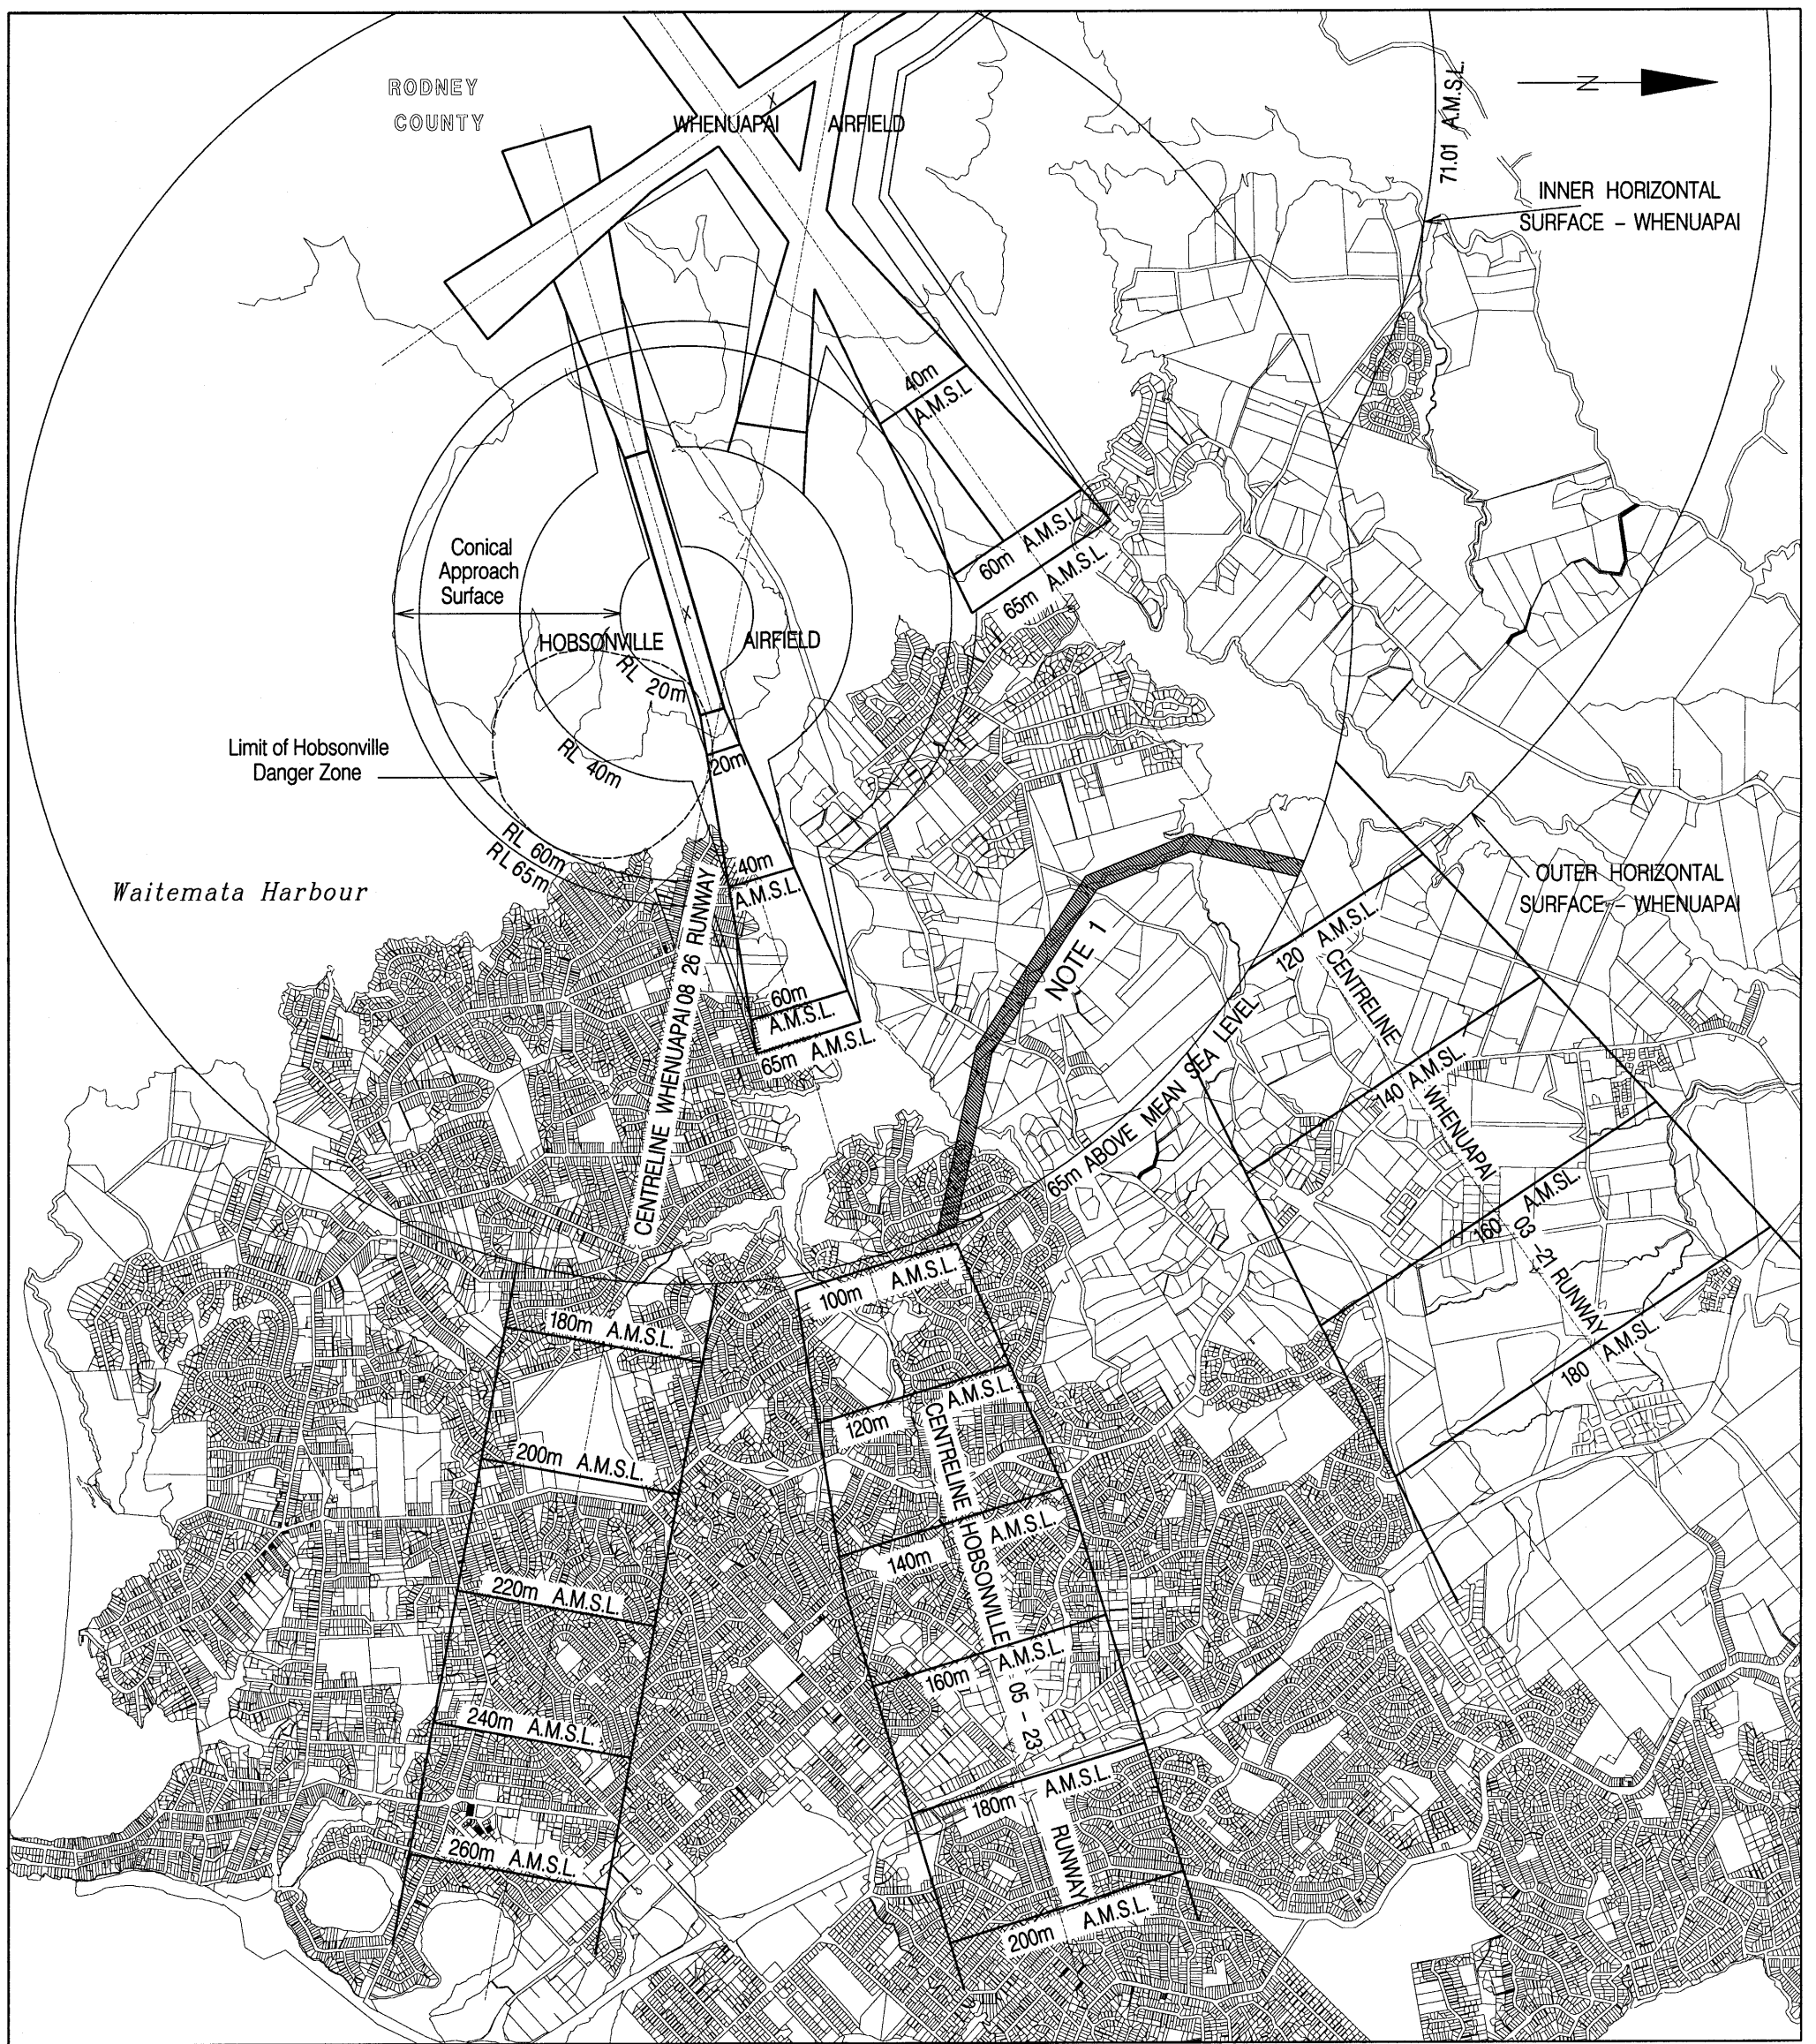 RODNEY
COUNTY
WHENUAPAI AIRFIELD
N
71.01 A.M.S.L.
INNER HORIZONTAL
SURFACE – WHENUAPAI
40m
A.M.S.L
60m A.M.S.L
65m A.M.S.L.
Conical
Approach
Surface
HOBSONVILLE AIRFIELD
RL 20m
RL 40m
20m
Limit of Hobsonville
Danger Zone
RL 60m
RL 65m
40m
A.M.S.L.
Waitemata Harbour
60m
A.M.S.L.
65m A.M.S.L.
CENTRELINE WHENUAPAI 08 26 RUNWAY
NOTE 1
OUTER HORIZONTAL
SURFACE – WHENUAPAI
65m ABOVE MEAN SEA LEVEL
120 A.M.S.L.
140 A.M.SL.
160 A.M.SL.
180 A.M.SL.
CENTRELINE WHENUAPAI 03 -21 RUNWAY
100m A.M.S.L.
120m A.M.S.L.
140m A.M.S.L.
160m A.M.S.L
180m A.M.S.L.
200m A.M.S.L.
CENTRELINE HOBSONVILLE 05 - 23 RUNWAY
180m A.M.S.L.
200m A.M.S.L.
220m A.M.S.L.
240m A.M.S.L.
260m A.M.S.L.